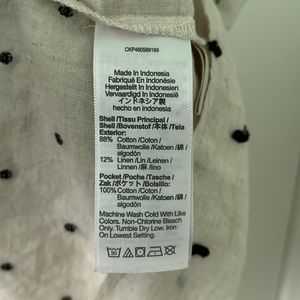 CKP460589199
Made In Indonesia
Fabriqué En Indonesie
Hergestellt In Indonesien
Vervaardigd In Indonesië
インドネシア製
hecho en indonesia
Shell /Tissu Principal /
Shell /Bovenstof /本体 /Tela
Exterior:
88% Cotton /Coton /
Baumwolle /Katoen /綿 /
algodón
12% Linen /Lin /Leinen /
Linnen /麻 /lino
Pocket /Poche /Tasche /
Zak /ポケット /Bolsillo:
100% Cotton /Coton /
Baumwolle /Katoen /綿 /
algodón
Machine Wash Cold With Like
Colors. Non-Chlorine Bleach
Only. Tumble Dry Low. Iron On
Lowest Setting.
30